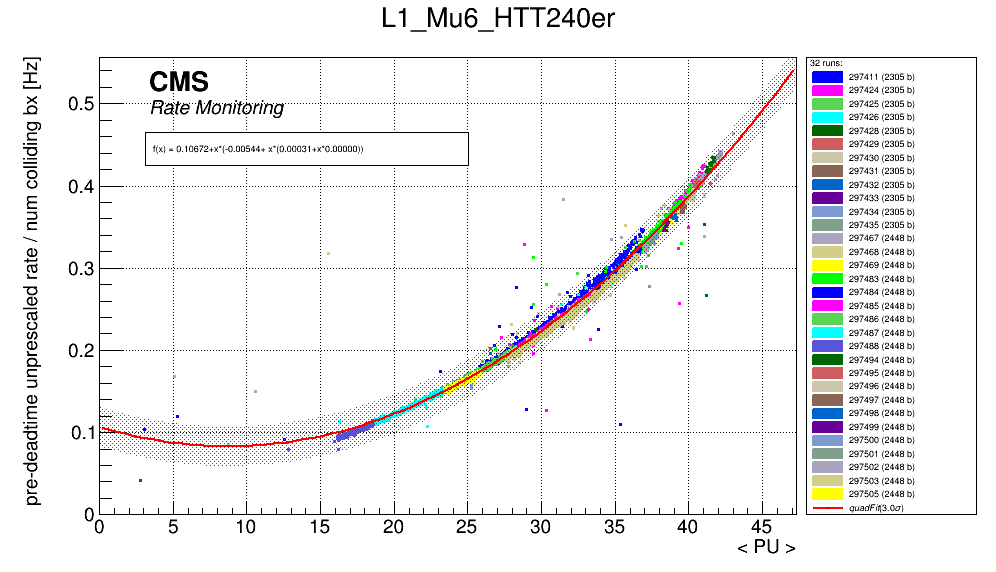 L1_Mu6_HTT240er
pre-deadtime unprescaled rate / num colliding bx [Hz]
CMS
Rate Monitoring
f(x) = 0.10672+x*(-0.00544+ x*(0.00031+x*0.00000))
0.5
0.4
0.3
0.2
0.1
0
0 5 10 15 20 25 30 35 40 45
< PU >
32 runs:
297411 (2305 b)
297424 (2305 b)
297425 (2305 b)
297426 (2305 b)
297428 (2305 b)
297429 (2305 b)
297430 (2305 b)
297431 (2305 b)
297432 (2305 b)
297433 (2305 b)
297434 (2305 b)
297435 (2305 b)
297467 (2448 b)
297468 (2448 b)
297469 (2448 b)
297483 (2448 b)
297484 (2448 b)
297485 (2448 b)
297486 (2448 b)
297487 (2448 b)
297488 (2448 b)
297494 (2448 b)
297495 (2448 b)
297496 (2448 b)
297497 (2448 b)
297498 (2448 b)
297499 (2448 b)
297500 (2448 b)
297501 (2448 b)
297502 (2448 b)
297503 (2448 b)
297505 (2448 b)
quadFit(3.0σ)